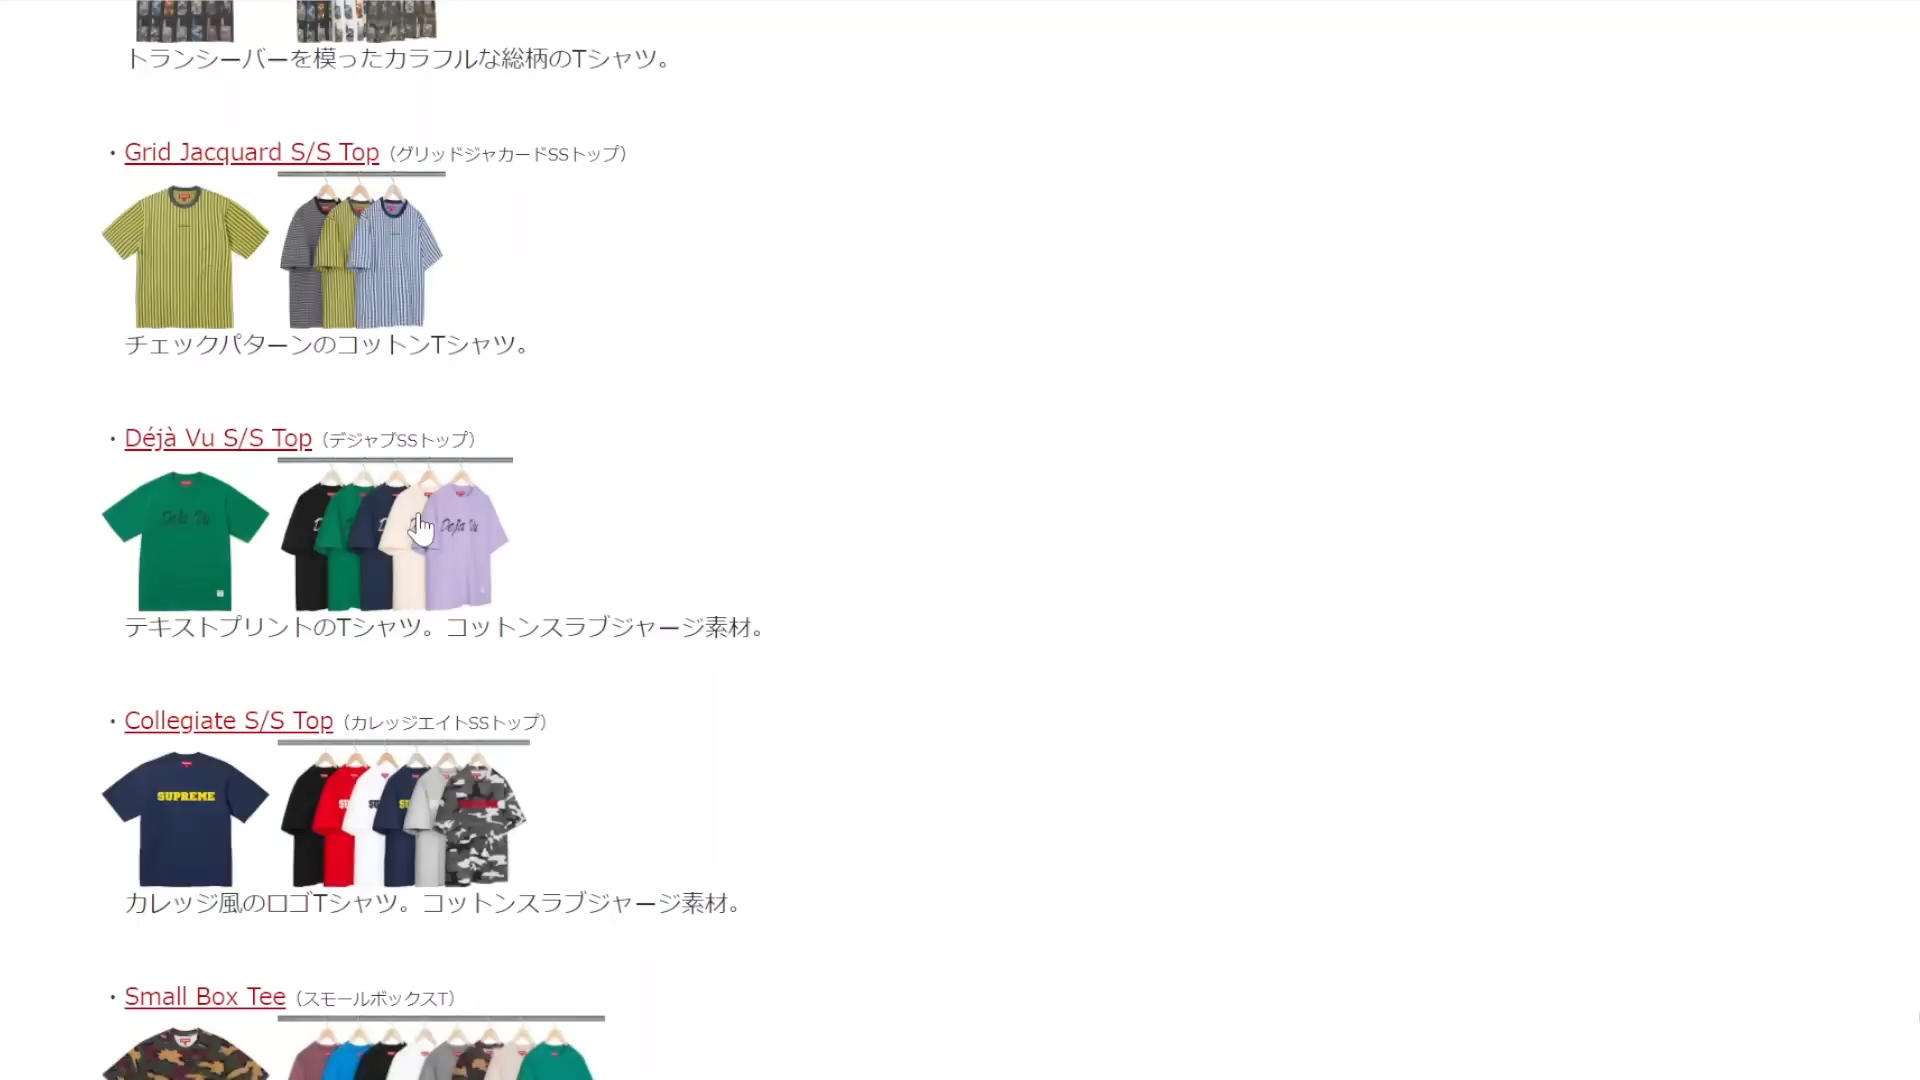 トランシーバーを模ったカラフルな総柄のTシャツ。
・Grid Jacquard S/S Top（グリッドジャカードSSトップ）
チェックパターンのコットンTシャツ。
・Déjà Vu S/S Top（デジャブSSトップ）
Deja Vu
Deja Vu
テキストプリントのTシャツ。コットンスラブジャージ素材。
・Collegiate S/S Top（カレッジエイトSSトップ）
SUPREME
カレッジ風のロゴTシャツ。コットンスラブジャージ素材。
・Small Box Tee（スモールボックスT）